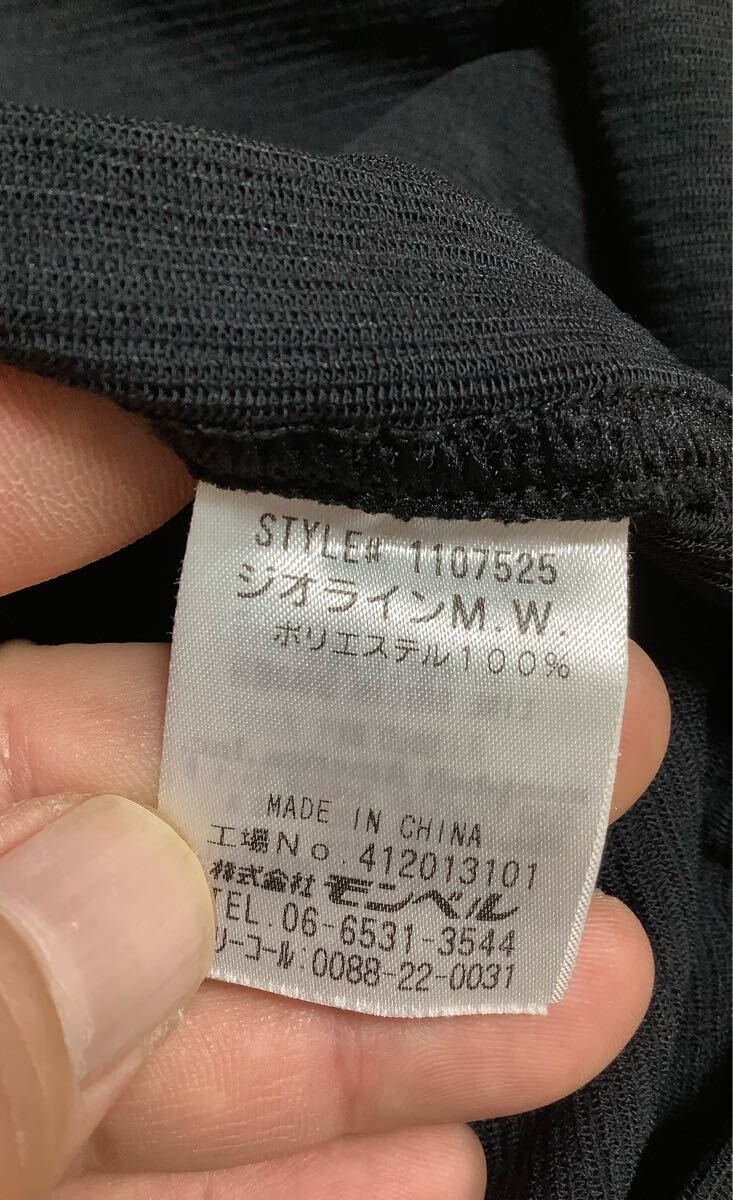 STYLE# 1107525
ジオラインM.W.
ポリエステル100%
MADE IN CHINA
工場No.412013101
株式会社モンベル
TEL.06-6531-3544
リーコール:0088-22-0031